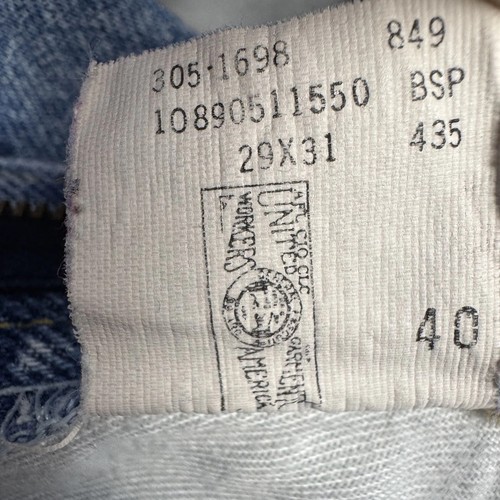 305-1698 849
10890511550 BSP
29X31 435
AFL CIO CLC
UNITED
GARMENT
WORKERS
AMERICA
40